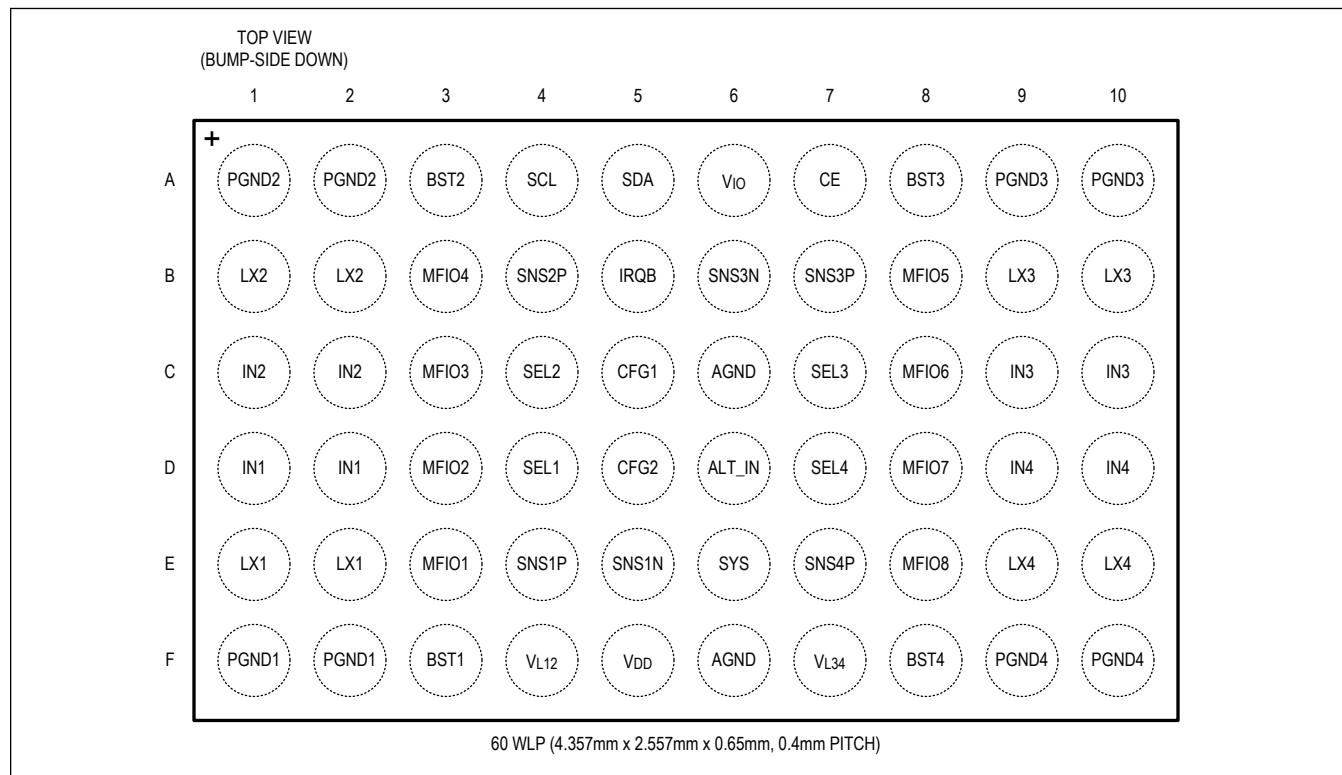 TOP VIEW
(BUMP-SIDE DOWN)
1 2 3 4 5 6 7 8 9 10
+
A PGND2 PGND2 BST2 SCL SDA VIO CE BST3 PGND3 PGND3
B LX2 LX2 MFIO4 SNS2P IRQB SNS3N SNS3P MFIO5 LX3 LX3
C IN2 IN2 MFIO3 SEL2 CFG1 AGND SEL3 MFIO6 IN3 IN3
D IN1 IN1 MFIO2 SEL1 CFG2 ALT_IN SEL4 MFIO7 IN4 IN4
E LX1 LX1 MFIO1 SNS1P SNS1N SYS SNS4P MFIO8 LX4 LX4
F PGND1 PGND1 BST1 VL12 VDD AGND VL34 BST4 PGND4 PGND4
60 WLP (4.357mm x 2.557mm x 0.65mm, 0.4mm PITCH)